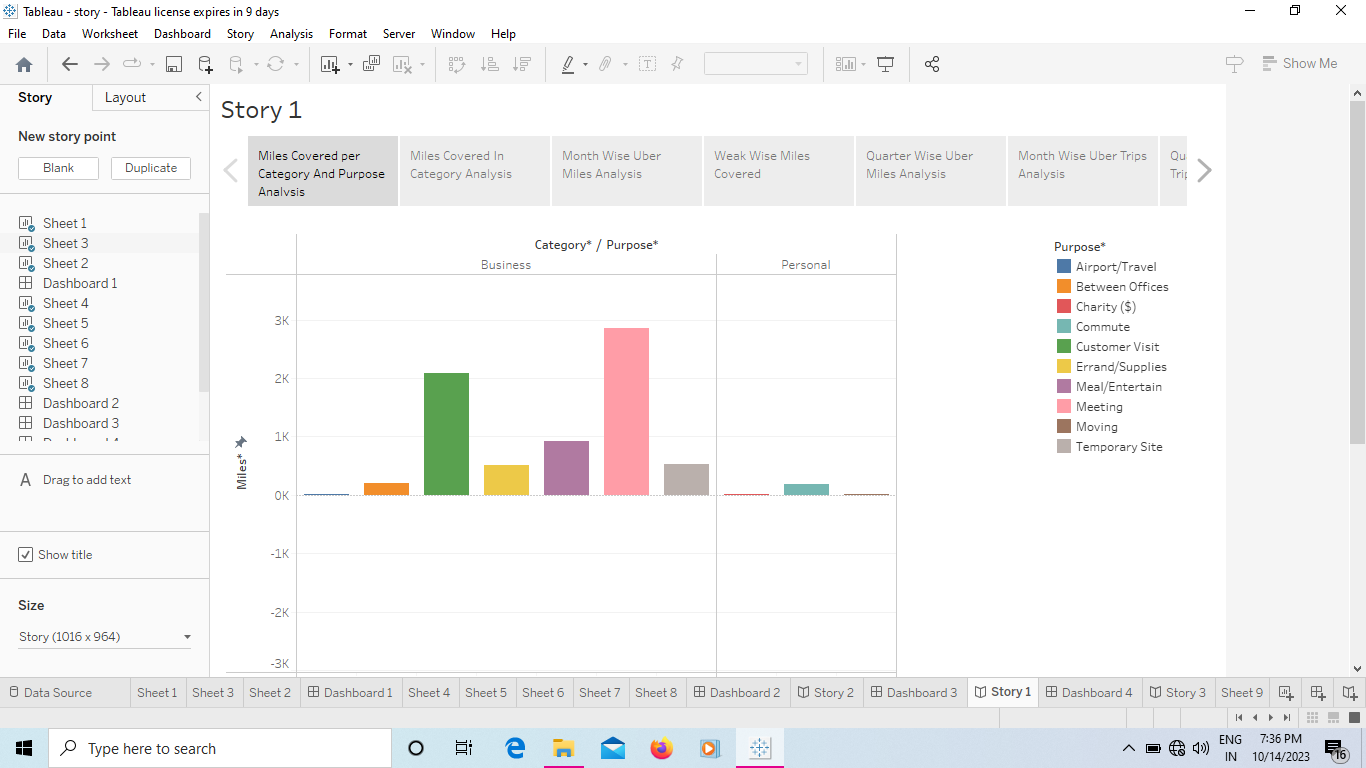 Tableau - story - Tableau license expires in 9 days
File Data Worksheet Dashboard Story Analysis Format Server Window Help
Show Me
Story Layout
New story point
Blank Duplicate
Sheet 1
Sheet 3
Sheet 2
Dashboard 1
Sheet 4
Sheet 5
Sheet 6
Sheet 7
Sheet 8
Dashboard 2
Dashboard 3
A Drag to add text
Show title
Size
Story (1016 x 964)
Story 1
Miles Covered per
Category And Purpose
Analysis
Miles Covered In
Category Analysis
Month Wise Uber
Miles Analysis
Weak Wise Miles
Covered
Quarter Wise Uber
Miles Analysis
Month Wise Uber Trips
Analysis
Category* / Purpose*
Business Personal
3K
2K
1K
0K
-1K
-2K
-3K
Miles*
Purpose*
Airport/Travel
Between Offices
Charity ($)
Commute
Customer Visit
Errand/Supplies
Meal/Entertain
Meeting
Moving
Temporary Site
Data Source Sheet 1 Sheet 3 Sheet 2 Dashboard 1 Sheet 4 Sheet 5 Sheet 6 Sheet 7 Sheet 8 Dashboard 2 Story 2 Dashboard 3 Story 1 Dashboard 4 Story 3 Sheet 9
Type here to search
ENG
IN
7:36 PM
10/14/2023
16